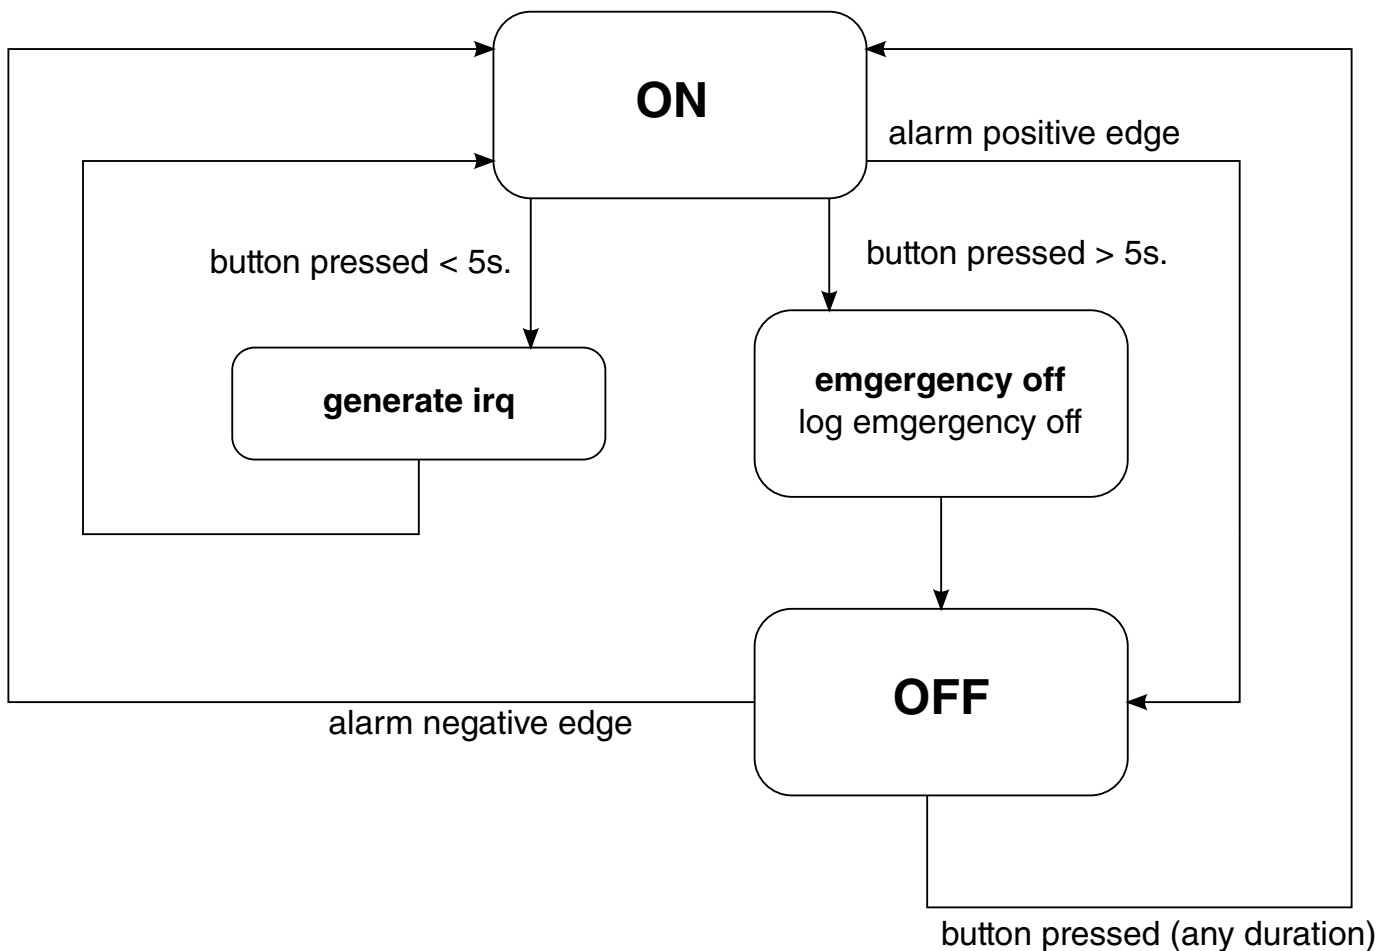 ON
alarm positive edge
button pressed < 5s.
button pressed > 5s.
generate irq
emgergency off
log emgergency off
OFF
alarm negative edge
button pressed (any duration)